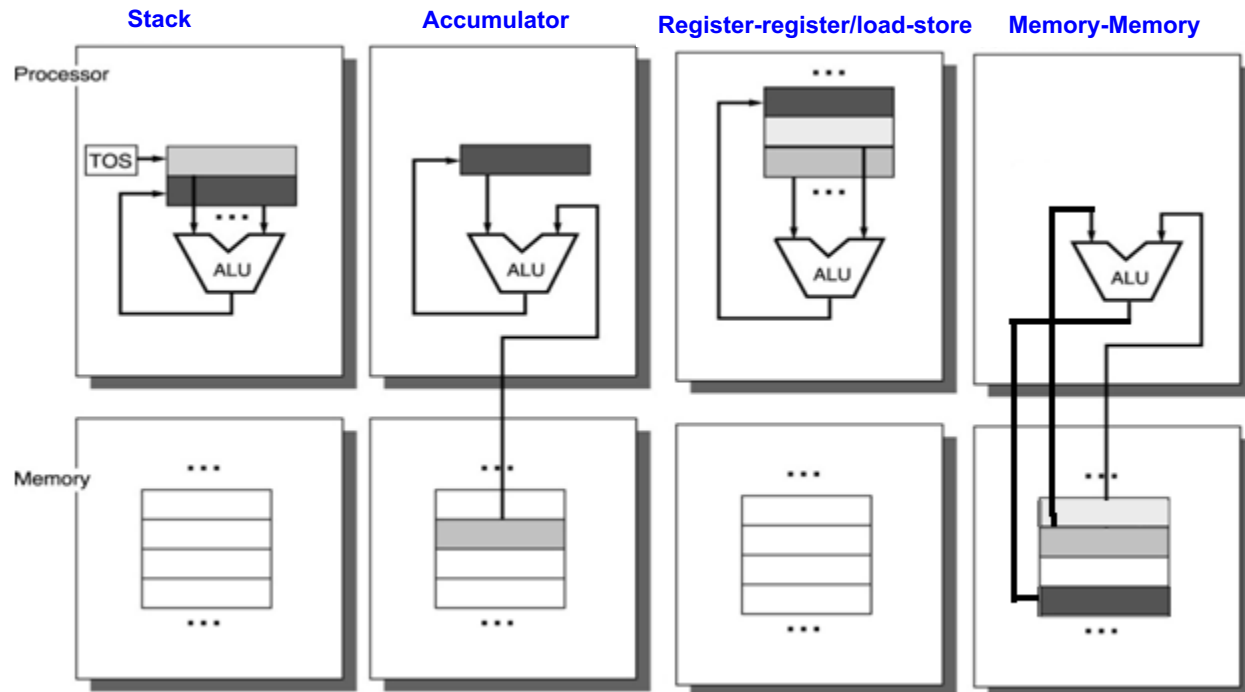 Stack
Accumulator
Register-register/load-store
Memory-Memory
Processor
...
TOS
...
...
ALU
ALU
ALU
ALU
Memory
...
...
...
...
...
...
...
...